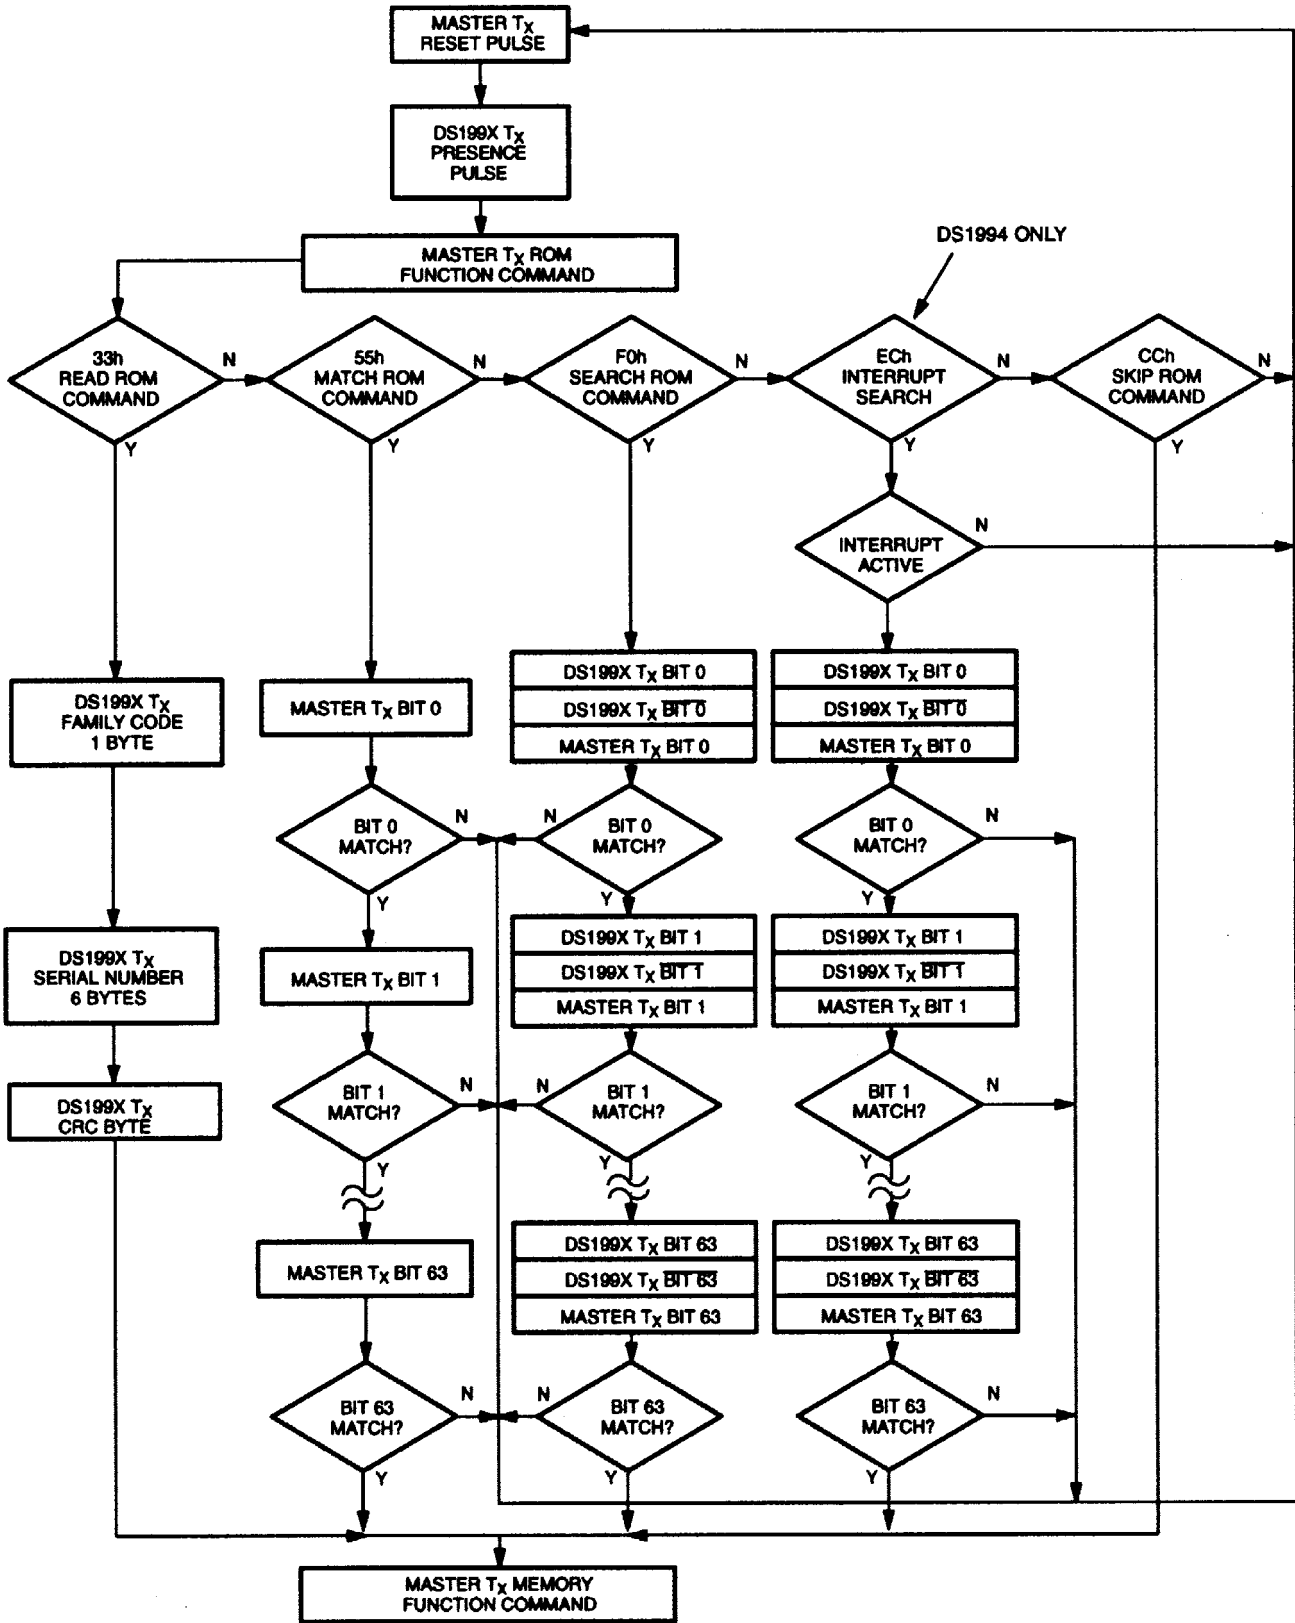 MASTER TX
RESET PULSE
DS199X TX
PRESENCE
PULSE
MASTER TX ROM
FUNCTION COMMAND
DS1994 ONLY
33h
READ ROM
COMMAND
N
Y
55h
MATCH ROM
COMMAND
N
Y
F0h
SEARCH ROM
COMMAND
N
Y
ECh
INTERRUPT
SEARCH
N
Y
CCh
SKIP ROM
COMMAND
N
Y
INTERRUPT
ACTIVE
N
DS199X TX
FAMILY CODE
1 BYTE
DS199X TX
SERIAL NUMBER
6 BYTES
DS199X TX
CRC BYTE
MASTER TX BIT 0
BIT 0
MATCH?
N
Y
MASTER TX BIT 1
BIT 1
MATCH?
N
Y
MASTER TX BIT 63
BIT 63
MATCH?
N
Y
DS199X TX BIT 0
DS199X TX BIT 0
MASTER TX BIT 0
N
BIT 0
MATCH?
Y
DS199X TX BIT 1
DS199X TX BIT 1
MASTER TX BIT 1
N
BIT 1
MATCH?
Y
DS199X TX BIT 63
DS199X TX BIT 63
MASTER TX BIT 63
N
BIT 63
MATCH?
Y
DS199X TX BIT 0
DS199X TX BIT 0
MASTER TX BIT 0
BIT 0
MATCH?
N
Y
DS199X TX BIT 1
DS199X TX BIT 1
MASTER TX BIT 1
BIT 1
MATCH?
N
Y
DS199X TX BIT 63
DS199X TX BIT 63
MASTER TX BIT 63
BIT 63
MATCH?
N
Y
MASTER TX MEMORY
FUNCTION COMMAND